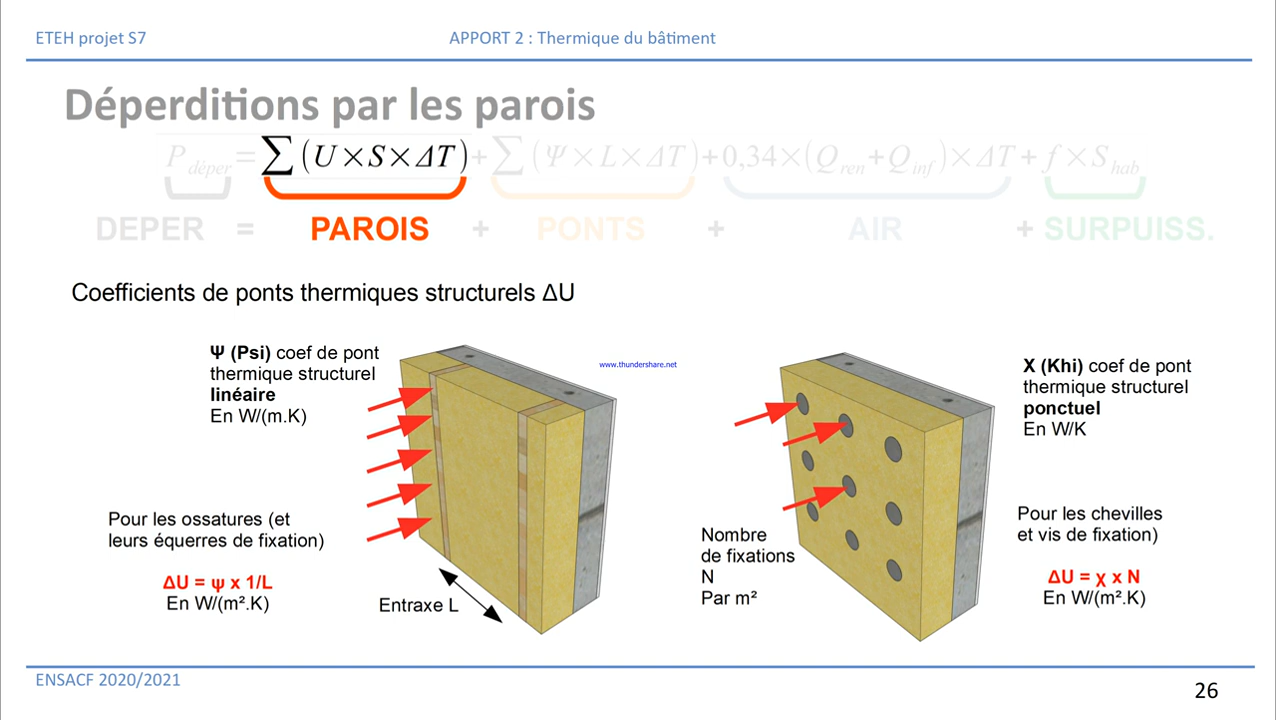 ETEH projet S7
APPORT 2 : Thermique du bâtiment
Déperditions par les parois
P déper = ∑ (U×S×ΔT) + ∑ (Ψ×L×ΔT) + 0,34×(Q ren + Q inf)×ΔT + f×S hab
DEPER = PAROIS + PONTS + AIR + SURPUISS.
Coefficients de ponts thermiques structurels ΔU
Ψ (Psi) coef de pont
thermique structurel
linéaire
En W/(m.K)
www.thundershare.net
X (Khi) coef de pont
thermique structurel
ponctuel
En W/K
Pour les ossatures (et
leurs équerres de fixation)
ΔU = ψ x 1/L
En W/(m².K)
Entraxe L
Nombre
de fixations
N
Par m²
Pour les chevilles
et vis de fixation)
ΔU = χ x N
En W/(m².K)
ENSACF 2020/2021
26